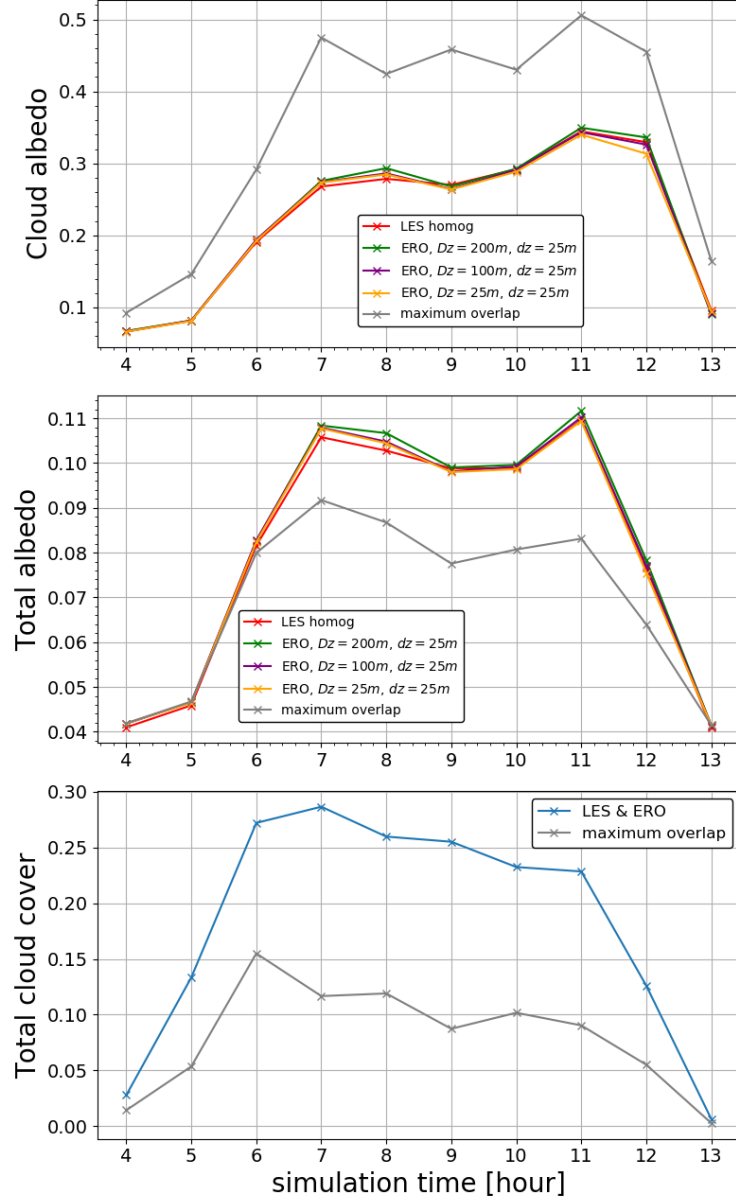 Cloud albedo
0.5
0.4
0.3
0.2
0.1
LES homog
ERO, Dz = 200m, dz = 25m
ERO, Dz = 100m, dz = 25m
ERO, Dz = 25m, dz = 25m
maximum overlap
4 5 6 7 8 9 10 11 12 13
Total albedo
0.11
0.10
0.09
0.08
0.07
0.06
0.05
0.04
LES homog
ERO, Dz = 200m, dz = 25m
ERO, Dz = 100m, dz = 25m
ERO, Dz = 25m, dz = 25m
maximum overlap
4 5 6 7 8 9 10 11 12 13
Total cloud cover
0.30
0.25
0.20
0.15
0.10
0.05
0.00
LES & ERO
maximum overlap
4 5 6 7 8 9 10 11 12 13
simulation time [hour]